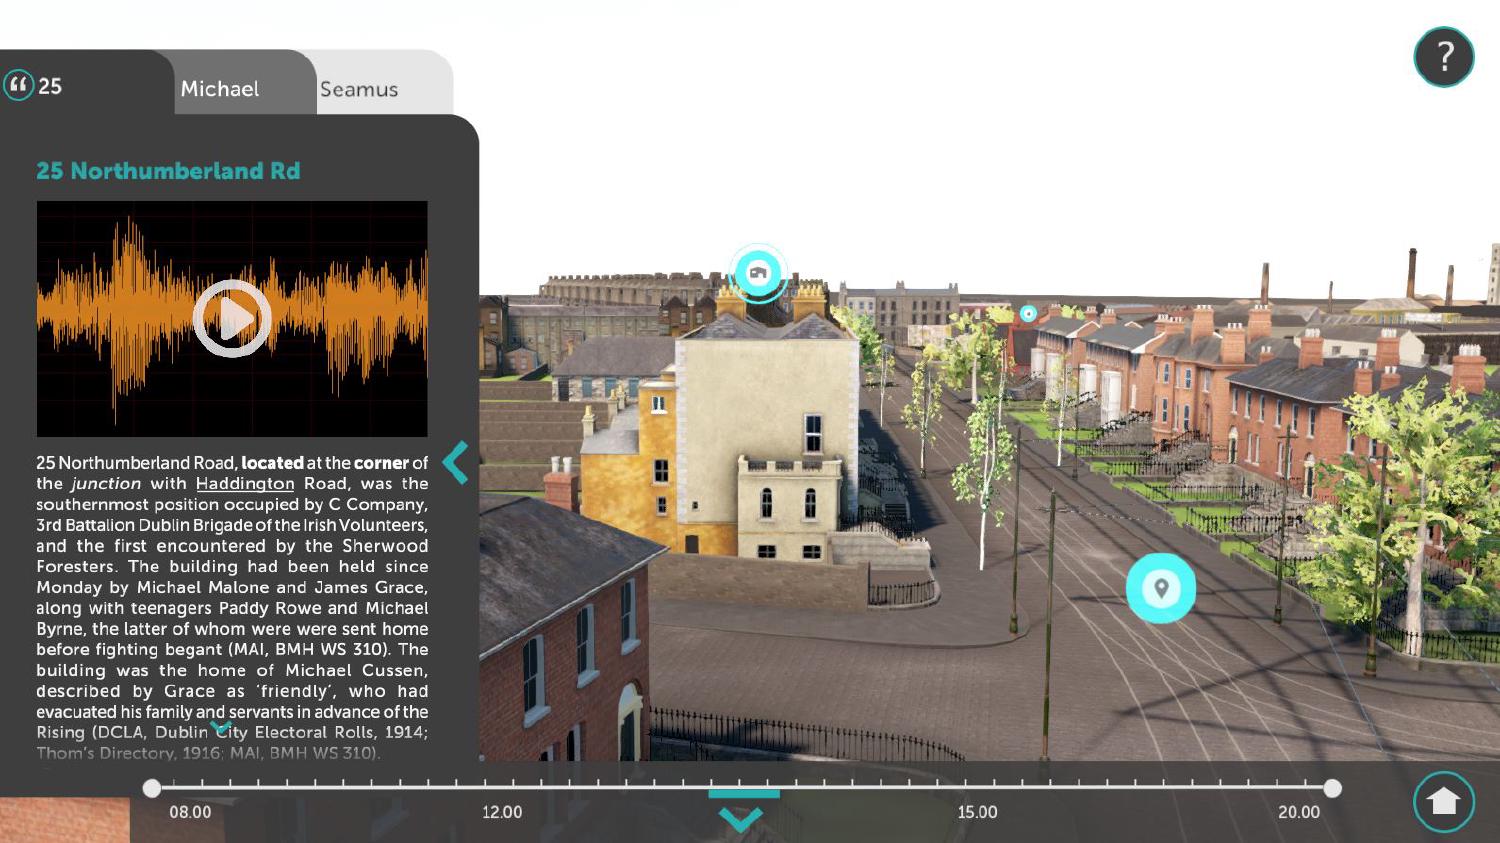 25
Michael
Seamus
?
25 Northumberland Rd
25 Northumberland Road, located at the corner of
the junction with Haddington Road, was the
southernmost position occupied by C Company,
3rd Battalion Dublin Brigade of the Irish Volunteers,
and the first encountered by the Sherwood
Foresters. The building had been held since
Monday by Michael Malone and James Grace,
along with teenagers Paddy Rowe and Michael
Byrne, the latter of whom were were sent home
before fighting begant (MAI, BMH WS 310). The
building was the home of Michael Cussen,
described by Grace as 'friendly', who had
evacuated his family and servants in advance of the
Rising (DCLA, Dublin City Electoral Rolls, 1914;
Thom's Directory, 1916; MAI, BMH WS 310).
08.00
12.00
15.00
20.00